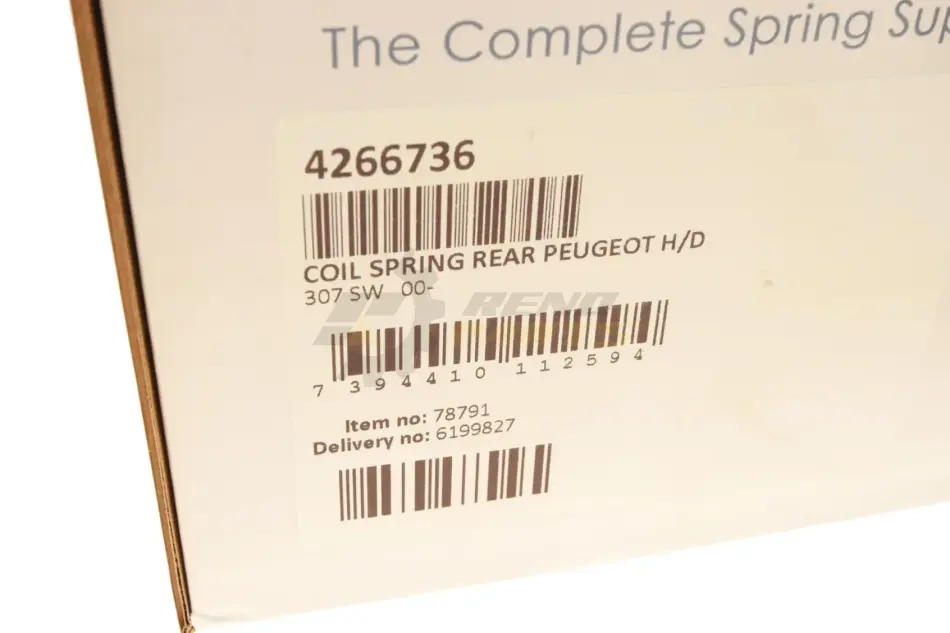 The Complete Spring Sup
4266736
COIL SPRING REAR PEUGEOT H/D
307 SW 00-
RENO
7 394410 112594
Item no: 78791
Delivery no: 6199827